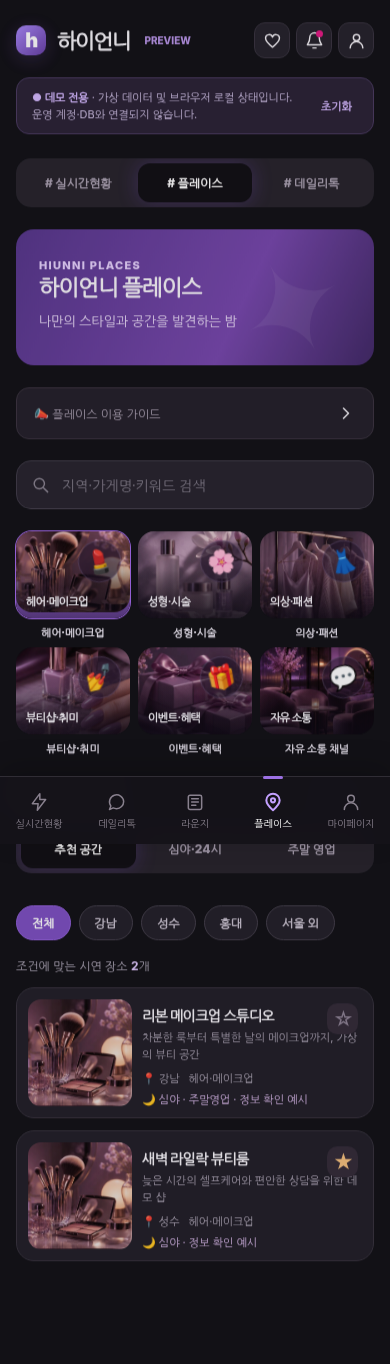 h 하이언니 PREVIEW
● 데모 전용 · 가상 데이터 및 브라우저 로컬 상태입니다.
운영 계정·DB와 연결되지 않습니다.
초기화
# 실시간현황
# 플레이스
# 데일리톡
HIUNNI PLACES
하이언니 플레이스
나만의 스타일과 공간을 발견하는 밤
플레이스 이용 가이드
지역·가게명·키워드 검색
헤어·메이크업
성형·시술
의상·패션
헤어·메이크업
성형·시술
의상·패션
뷰티샵·취미
이벤트·혜택
자유 소통
뷰티샵·취미
이벤트·혜택
자유 소통 채널
실시간현황
데일리톡
라운지
플레이스
마이페이지
추천 공간
심야·24시
주말 영업
전체
강남
성수
홍대
서울 외
조건에 맞는 시연 장소 2개
리본 메이크업 스튜디오
차분한 룩부터 특별한 날의 메이크업까지, 가상
의 뷰티 공간
📍 강남 헤어·메이크업
🌙 심야 · 주말영업 · 정보 확인 예시
새벽 라일락 뷰티룸
늦은 시간의 셀프케어와 편안한 상담을 위한 데
모 샵
📍 성수 헤어·메이크업
🌙 심야 · 정보 확인 예시